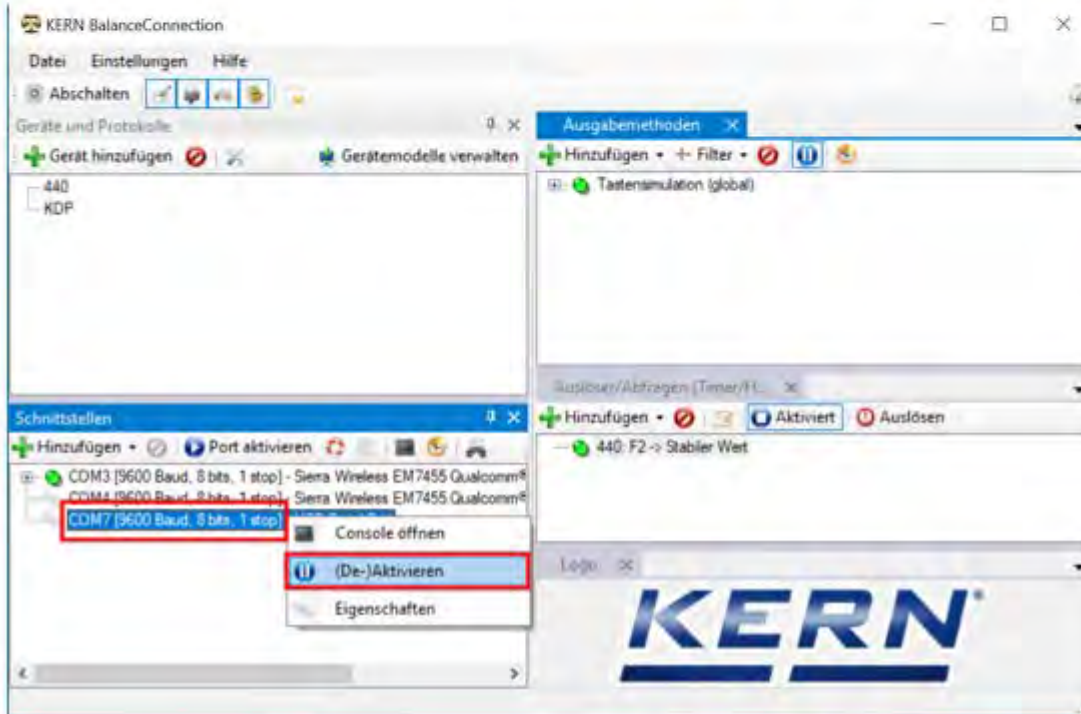 KERN BalanceConnection
Datei Einstellungen Hilfe
Abschalten
Geräte und Protokolle
Gerät hinzufügen Gerätemodelle verwalten
440
KDP
Ausgabemethoden
Hinzufügen Filter
Tastensimulation (global)
Schnittstellen
Hinzufügen Port aktivieren
COM3 [9600 Baud, 8 bits, 1 stop] - Sierra Wireless EM7455 Qualcomm®
COM4 [9600 Baud, 8 bits, 1 stop] - Sierra Wireless EM7455 Qualcomm®
COM7 [9600 Baud, 8 bits, 1 stop]
Console öffnen
(De-)Aktivieren
Eigenschaften
Auslöser/Abfragen (Timer/H...
Hinzufügen Aktiviert Auslösen
440: F2 -> Stabiler Wert
Logo
KERN